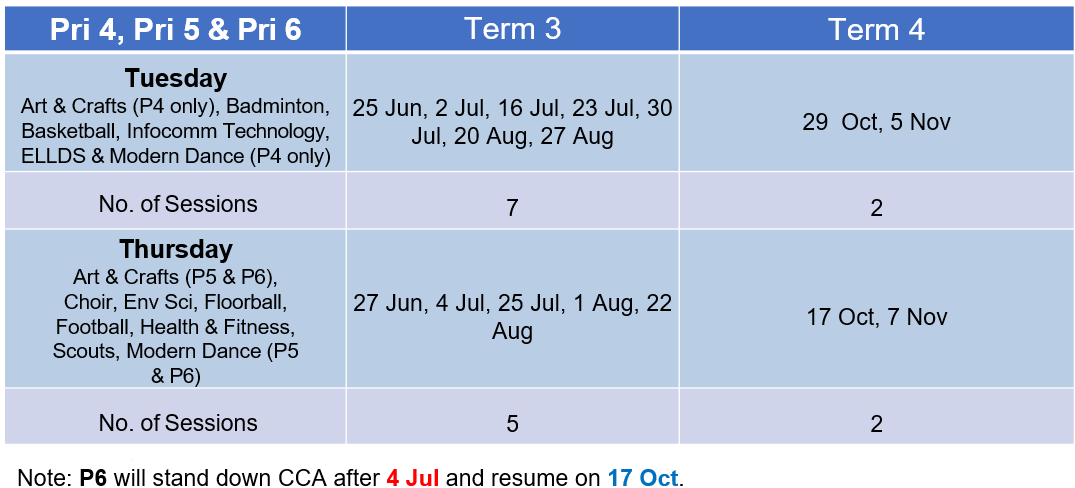 Pri 4, Pri 5 & Pri 6
Term 3
Term 4
Tuesday
Art & Crafts (P4 only), Badminton,
Basketball, Infocomm Technology,
ELLDS & Modern Dance (P4 only)
25 Jun, 2 Jul, 16 Jul, 23 Jul, 30
Jul, 20 Aug, 27 Aug
29 Oct, 5 Nov
No. of Sessions
7
2
Thursday
Art & Crafts (P5 & P6),
Choir, Env Sci, Floorball,
Football, Health & Fitness,
Scouts, Modern Dance (P5
& P6)
27 Jun, 4 Jul, 25 Jul, 1 Aug, 22
Aug
17 Oct, 7 Nov
No. of Sessions
5
2
Note: P6 will stand down CCA after 4 Jul and resume on 17 Oct.